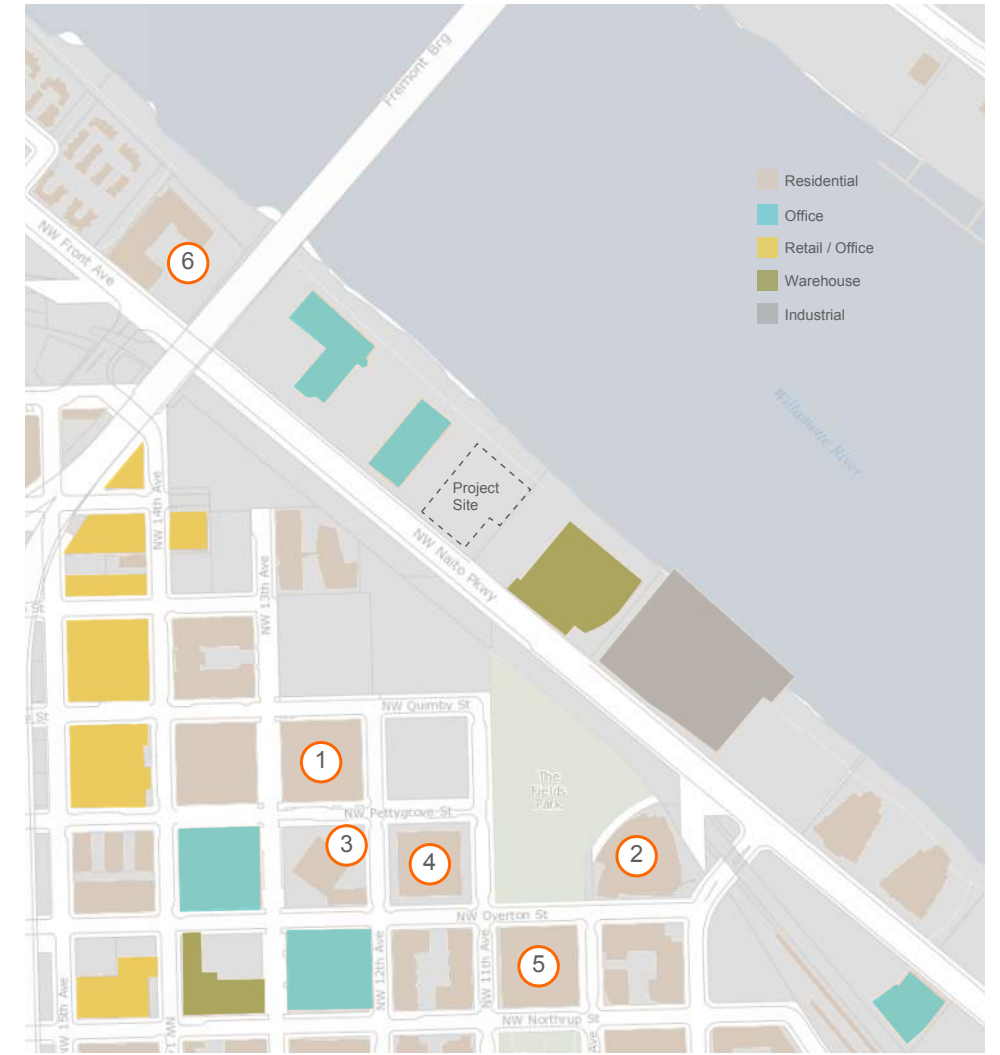 Fremont Brg
Residential
Office
Retail / Office
Warehouse
Industrial
NW Front Ave
6
Willamette River
Project
Site
NW Naito Pkwy
NW 14th Ave
NW 13th Ave
St
NW Quimby St
1
The
Fields
Park
NW Pettygrove St
3
4
2
NW Overton St
NW 12th Ave
NW 11th Ave
5
NW 15th Ave
NW Northrup St
Ave